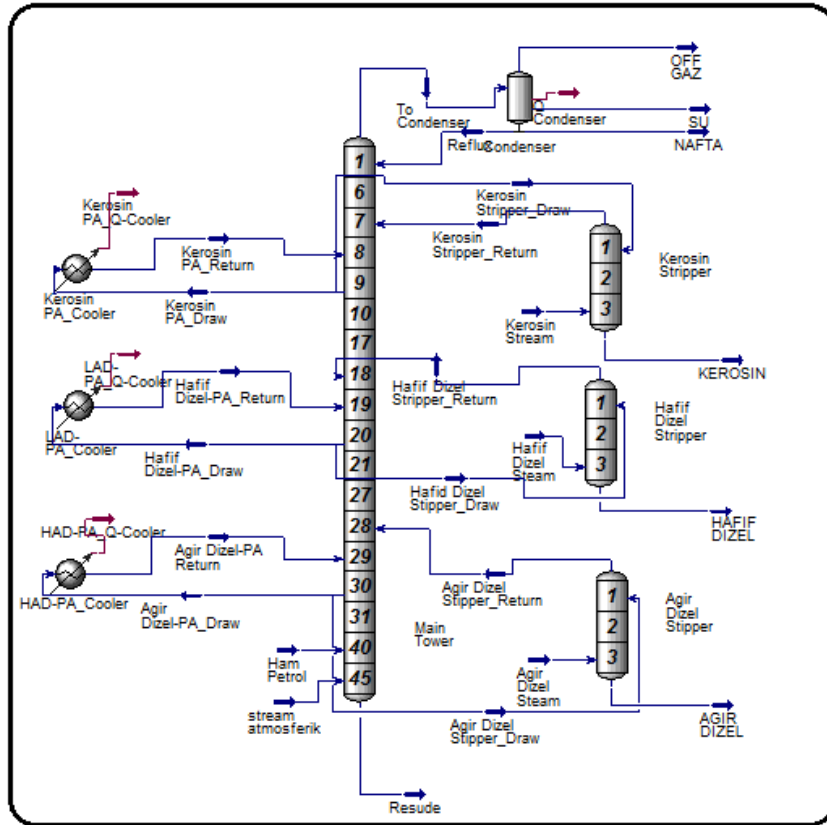 OFF
GAZ
To
Condenser
Q
Condenser
SU
Reflux
Condenser
NAFTA
1
6
7
8
9
10
17
18
19
20
21
27
28
29
30
31
40
45
Main
Tower
Kerosin
PA_Q-Cooler
Kerosin
PA_Return
Kerosin
PA_Cooler
Kerosin
PA_Draw
Kerosin
Stripper_Draw
Kerosin
Stripper_Return
1
2
3
Kerosin
Stripper
Kerosin
Stream
KEROSIN
LAD-
PA_Q-Cooler
Hafif
Dizel-PA_Return
LAD-
PA_Cooler
Hafif
Dizel-PA_Draw
Hafif Dizel
Stripper_Return
1
2
3
Hafif
Dizel
Stripper
Hafif
Dizel
Steam
Hafid Dizel
Stipper_Draw
HAFIF
DIZEL
HAD-PA_Q-Cooler
Agir Dizel-PA
Return
HAD-PA_Cooler
Agir
Dizel-PA_Draw
Agir Dizel
Stipper_Return
1
2
3
Agir
Dizel
Stipper
Agir
Dizel
Steam
Ham
Petrol
stream
atmosferik
Agir Dizel
Stipper_Draw
AGIR
DIZEL
Resude